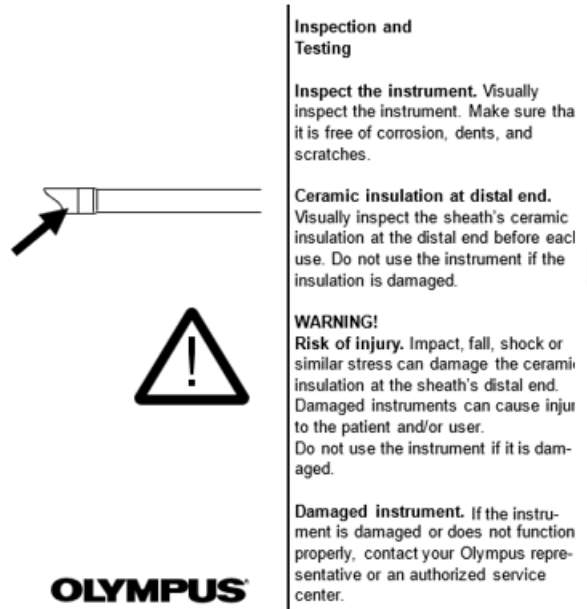 Inspection and
Testing
Inspect the instrument. Visually
inspect the instrument. Make sure tha
it is free of corrosion, dents, and
scratches.
Ceramic insulation at distal end.
Visually inspect the sheath's ceramic
insulation at the distal end before eac
use. Do not use the instrument if the
insulation is damaged.
WARNING!
Risk of injury. Impact, fall, shock or
similar stress can damage the cerami
insulation at the sheath's distal end.
Damaged instruments can cause injur
to the patient and/or user.
Do not use the instrument if it is dam-
aged.
Damaged instrument. If the instru-
ment is damaged or does not function
properly, contact your Olympus repre-
sentative or an authorized service
center.
!
OLYMPUS